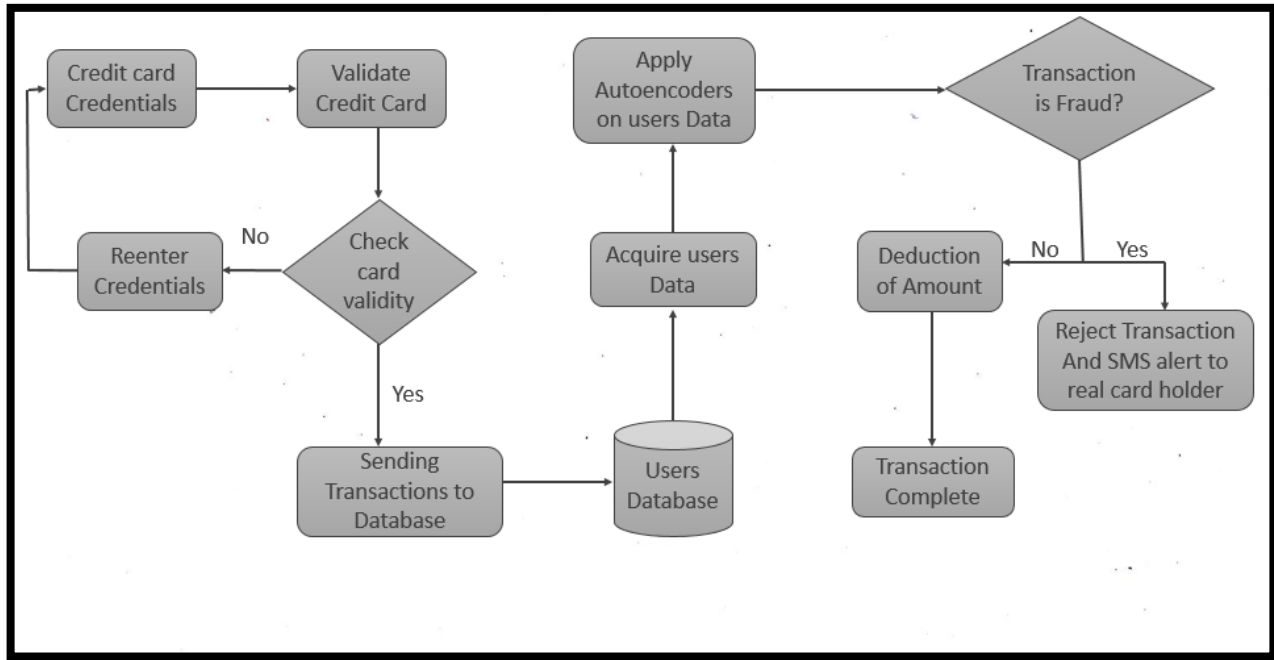 Credit card
Credentials
Validate
Credit Card
Check
card
validity
No
Reenter
Credentials
Yes
Sending
Transactions to
Database
Users
Database
Acquire users
Data
Apply
Autoencoders
on users Data
Transaction
is Fraud?
No
Yes
Deduction
of Amount
Transaction
Complete
Reject Transaction
And SMS alert to
real card holder